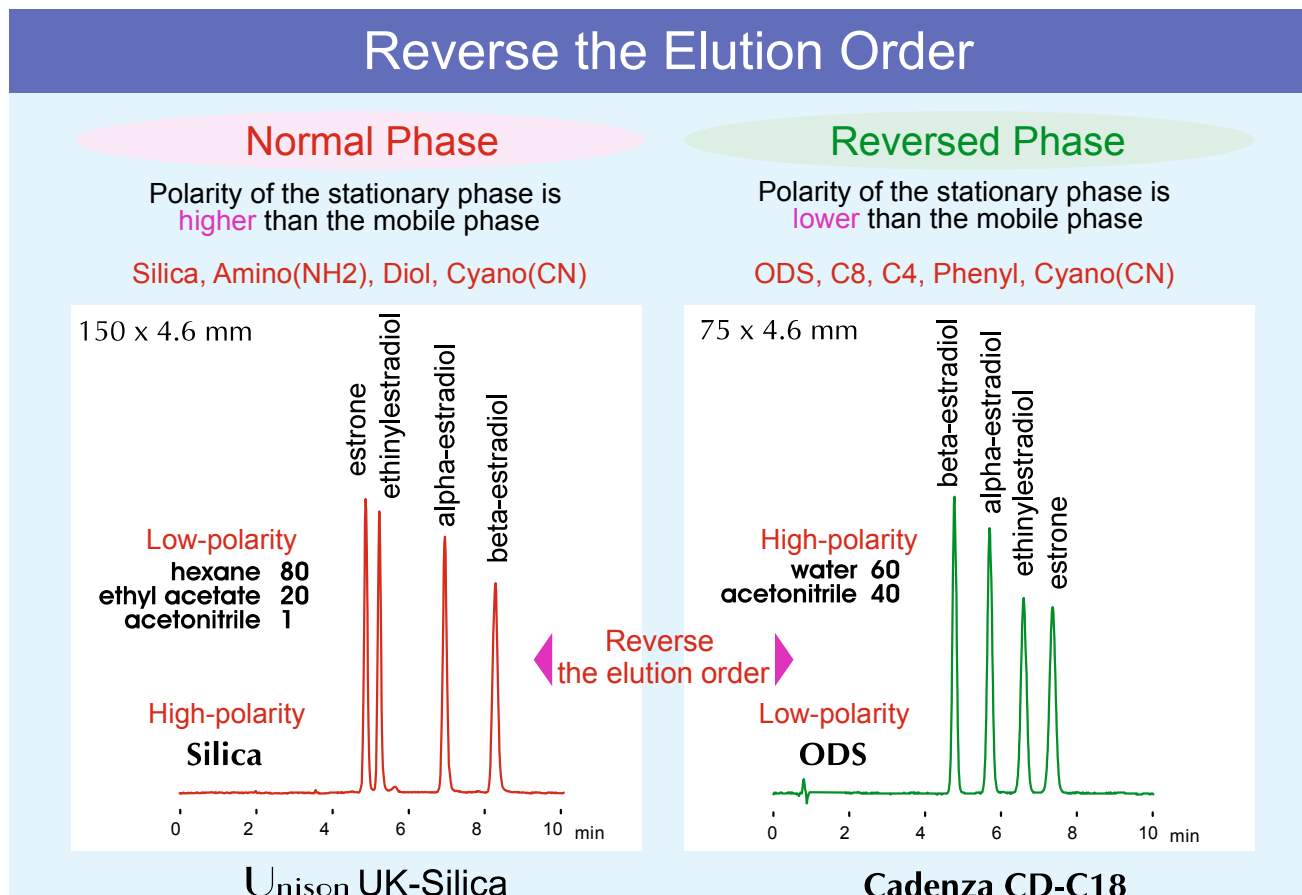 Reverse the Elution Order
Normal Phase
Polarity of the stationary phase is
higher than the mobile phase
Silica, Amino(NH2), Diol, Cyano(CN)
150 x 4.6 mm
estrone
ethinylestradiol
alpha-estradiol
beta-estradiol
Low-polarity
hexane 80
ethyl acetate 20
acetonitrile 1
High-polarity
Silica
0 2 4 6 8 10 min
Unison UK-Silica
Reverse
the elution order
Reversed Phase
Polarity of the stationary phase is
lower than the mobile phase
ODS, C8, C4, Phenyl, Cyano(CN)
75 x 4.6 mm
beta-estradiol
alpha-estradiol
ethinylestradiol
estrone
High-polarity
water 60
acetonitrile 40
Low-polarity
ODS
0 2 4 6 8 10 min
Cadenza CD-C18